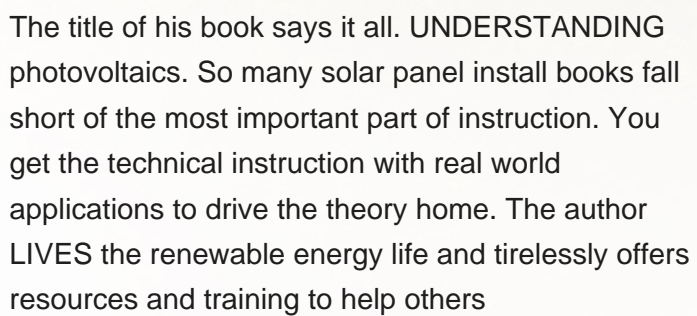 The title of his book says it all. UNDERSTANDING
photovoltaics. So many solar panel install books fall
short of the most important part of instruction. You
get the technical instruction with real world
applications to drive the theory home. The author
LIVES the renewable energy life and tirelessly offers
resources and training to help others